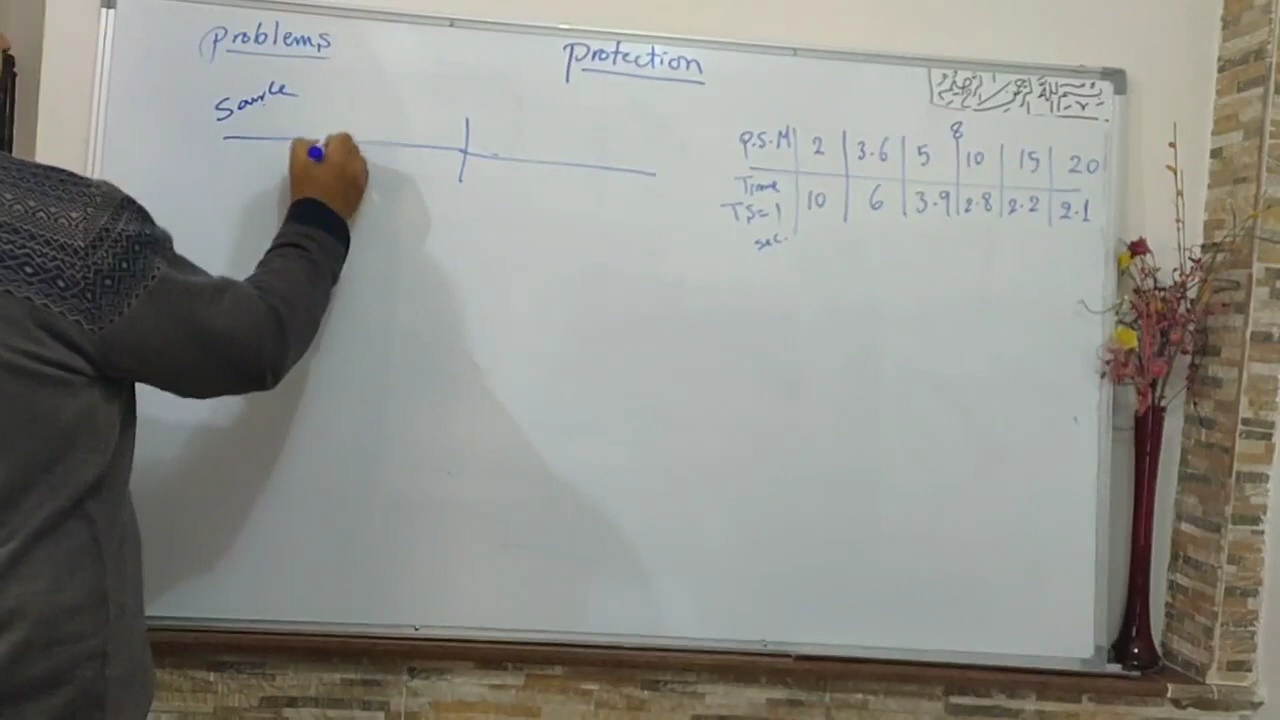 Problems
Protection
Source
P.S.M 2 3.6 5 8 10 15 20
Time T.S=1 sec. 10 6 3.9 2.8 2.2 2.1